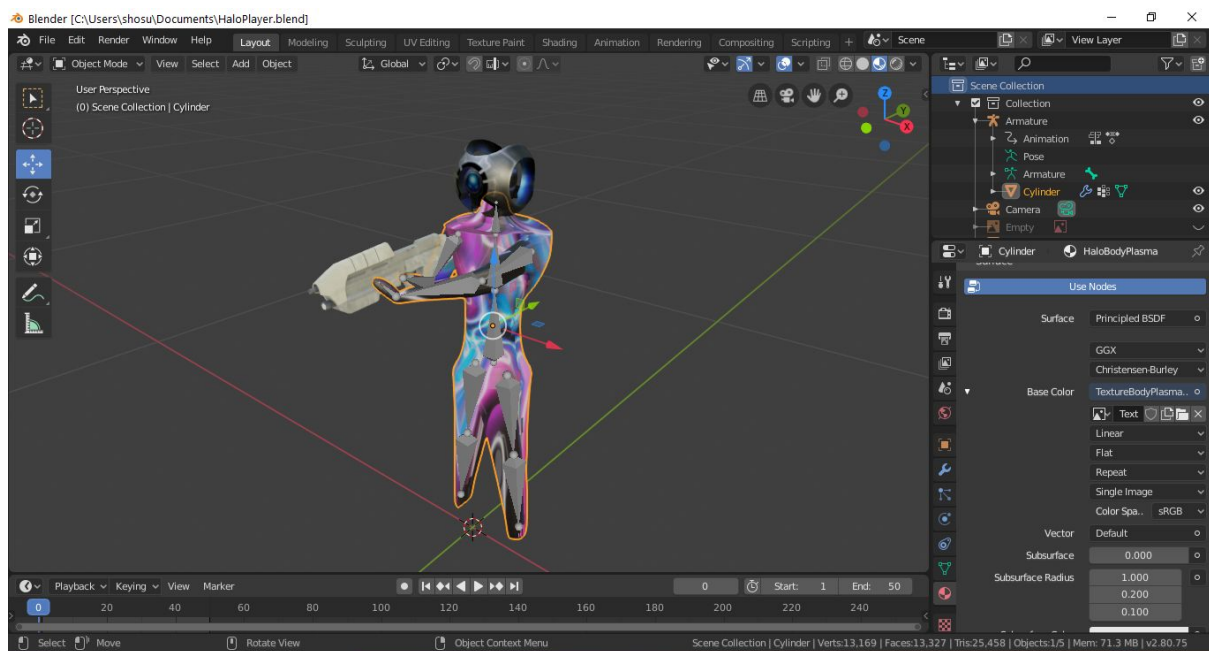 Blender [C:\Users\shosu\Documents\HaloPlayer.blend]
File Edit Render Window Help Layout Modeling Sculpting UV Editing Texture Paint Shading Animation Rendering Compositing Scripting + Scene View Layer
Object Mode View Select Add Object Global
User Perspective
(0) Scene Collection | Cylinder
Z
Y
X
Scene Collection
Collection
Armature
Animation
Pose
Armature
Cylinder
Camera
Empty
Cylinder HaloBodyPlasma
Use Nodes
Surface Principled BSDF
GGX
Christensen-Burley
Base Color TextureBodyPlasma..
Text
Linear
Flat
Repeat
Single Image
Color Spa.. sRGB
Vector Default
Subsurface 0.000
Subsurface Radius 1.000
0.200
0.100
Playback Keying View Marker 0 Start: 1 End: 50
0 20 40 60 80 100 120 140 160 180 200 220 240
Select Move Rotate View Object Context Menu Scene Collection | Cylinder | Verts:13,169 | Faces:13,327 | Tris:25,458 | Objects:1/5 | Mem: 71.3 MB | v2.80.75